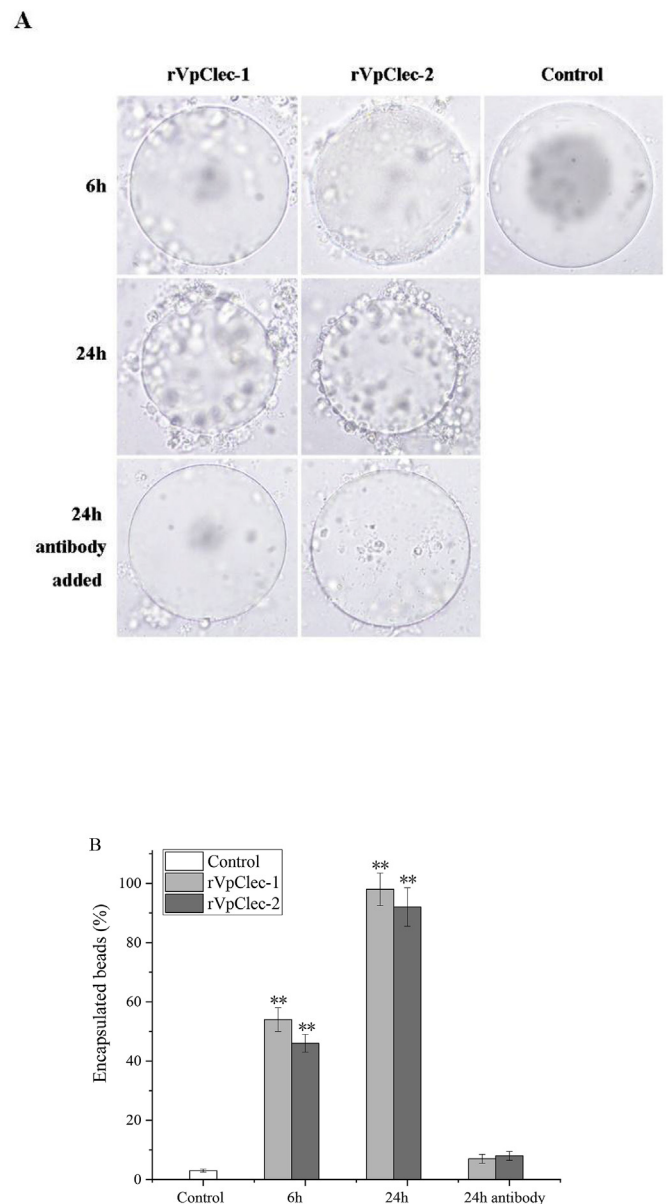 A
rVpClec-1 rVpClec-2 Control
6h
24h
24h
antibody
added
B
Control
rVpClec-1
rVpClec-2
Encapsulated beads (%)
100
80
60
40
20
0
** ** ** **
Control 6h 24h 24h antibody